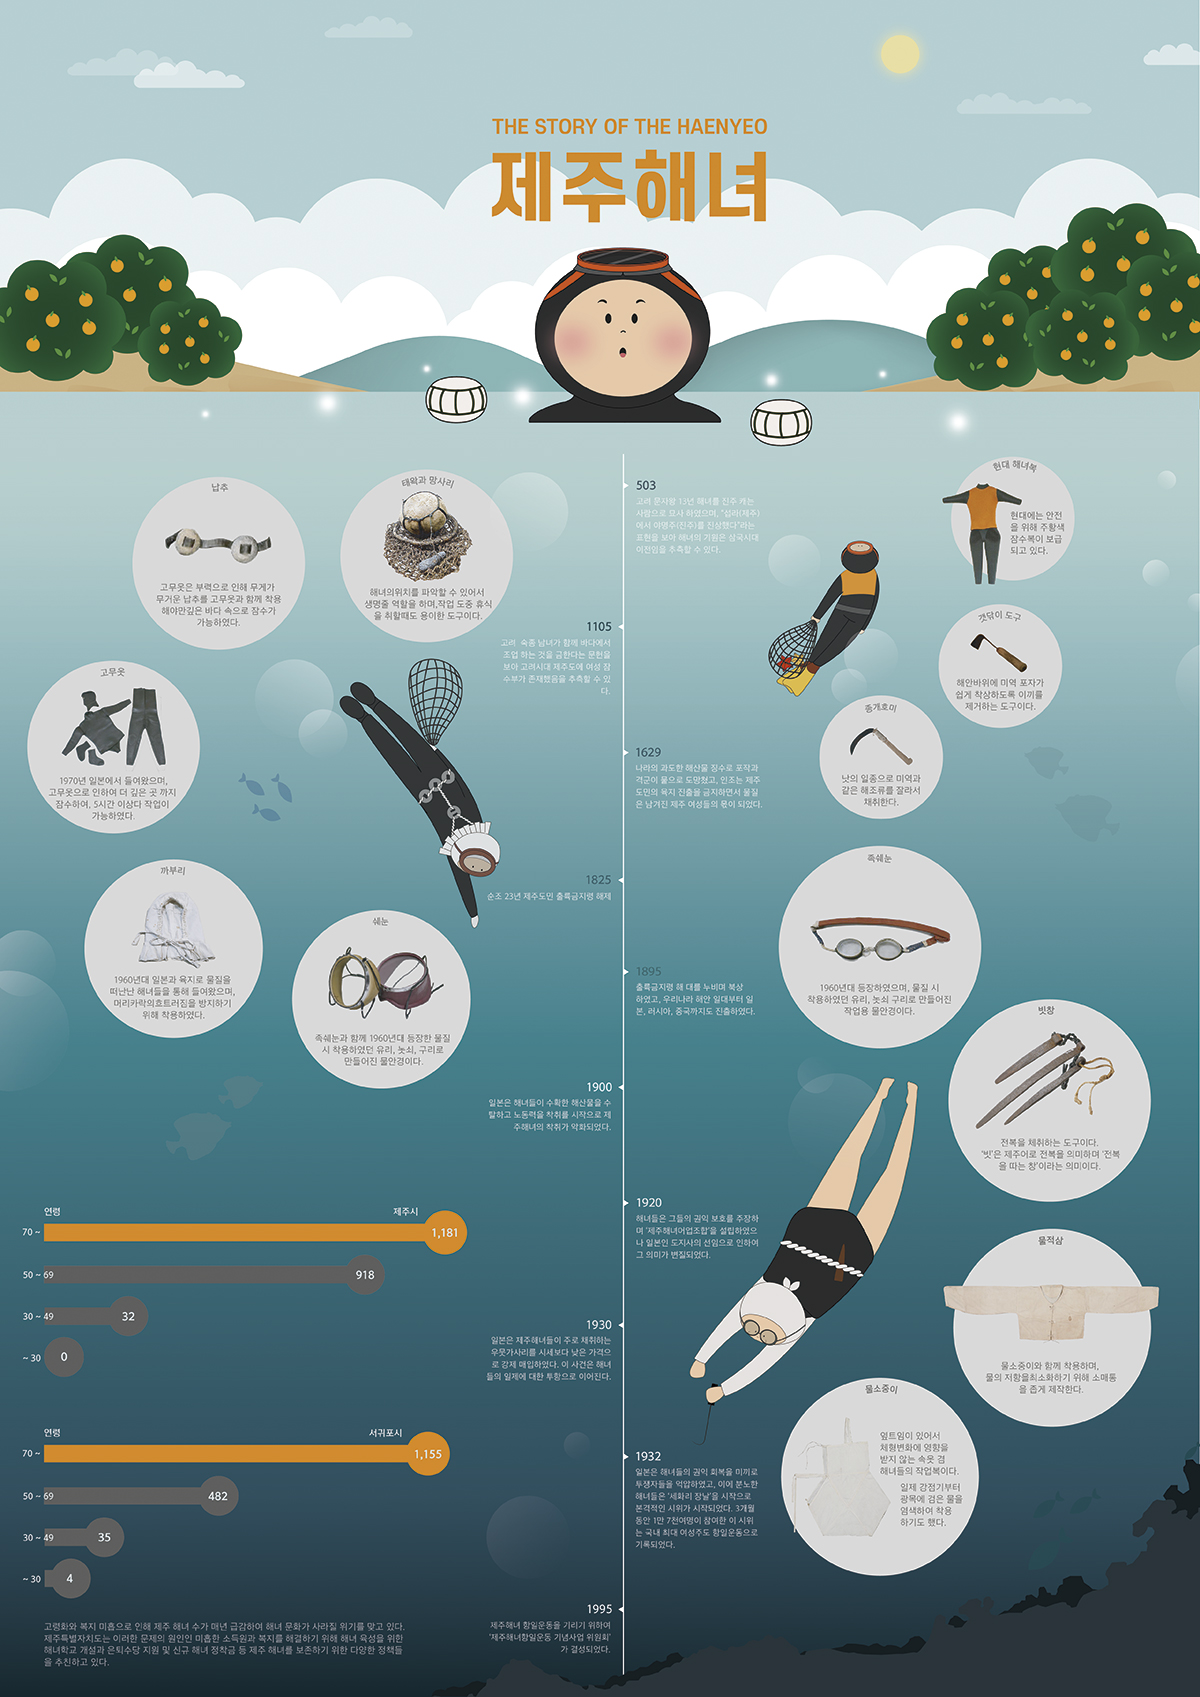 THE STORY OF THE HAENYEO
제주해녀
납추
고무옷은 부력으로 인해 무게가
무거운 납추를 고무옷과 함께 착용
해야만깊은 바다 속으로 잠수가
가능하였다.
태왁과 망사리
해녀의위치를 파악할 수 있어서
생명줄 역할을 하며,작업 도중 휴식
을 취할때도 용이한 도구이다.
고무옷
1970년 일본에서 들여왔으며,
고무옷으로 인하여 더 깊은 곳 까지
잠수하여, 5시간 이상다 작업이
가능하였다.
까부리
1960년대 일본과 육지로 물질을
떠난난 해녀들을 통해 들여왔으며,
머리카락의흐트러짐을 방지하기
위해 착용하였다.
쉐눈
족쉐눈과 함께 1960년대 등장한 물질
시 착용하였던 유리, 놋쇠, 구리로
만들어진 물안경이다.
503
고려 문사왕 13년 해녀를 진주 캐는
사람으로 묘사 하였으며, "섭라(제주)
에서 야명주(진주)를 진상했다"라는
표현을 보아 해녀의 기원은 삼국시대
이전임을 추측할 수 있다.
1105
고려 숙종 남녀가 함께 바다에서
조업 하는 것을 금한다는 문헌을
보아 고려시대 제주도에 여성 잠
수부가 존재했음을 추측할 수 있
다.
1629
나라의 과도한 해산물 징수로 포작과
격군이 뭍으로 도망쳤고, 인조는 제주
도민의 육지 진출을 금지하면서 물질
은 남겨진 제주 여성들의 몫이 되었다.
1825
순조 23년 제주도민 출륙금지령 해제
1895
출륙금지령 해 대를 누비며 북상
하였고, 우리나라 해안 일대부터 일
본, 러시아, 중국까지도 진출하였다.
1900
일본은 해녀들이 수확한 해산물을 수
탈하고 노동력을 착취를 시작으로 제
주해녀의 착취가 악화되었다.
1920
해녀들은 그들의 권익 보호를 주장하
며 '제주해녀어업조합'을 설립하였으
나 일본인 도지사의 선임으로 인하여
그 의미가 변질되었다.
1930
일본은 제주해녀들이 주로 채취하는
우뭇가사리를 시세보다 낮은 가격으
로 강제 매입하였다. 이 사건은 해녀
들의 일제에 대한 투항으로 이어진다.
1932
일본은 해녀들의 권익 회복을 미끼로
투쟁자들을 억압하였고, 이에 분노한
해녀들은 '세화리 장날'을 시작으로
본격적인 시위가 시작되었다. 3개월
동안 1만 7천여명이 참여한 이 시위
는 국내 최대 여성주도 항일운동으로
기록되었다.
1995
제주해녀 항일운동을 기리기 위하여
'제주해녀항일운동 기념사업 위원회'
가 결성되었다.
현대 해녀복
현대에는 안전
을 위해 주황색
잠수복이 보급
되고 있다.
갯닦이 도구
해안바위에 미역 포자가
쉽게 착상하도록 이끼를
제거하는 도구이다.
중개호미
낫의 일종으로 미역과
같은 해조류를 잘라서
채취한다.
족쉐눈
1960년대 등장하였으며, 물질 시
착용하였던 유리, 놋쇠 구리로 만들어진
작업용 물안경이다.
빗창
전복을 체취하는 도구이다.
'빗'은 제주어로 전복을 의미하며 '전복
을 따는 창'이라는 의미이다.
물적삼
물소중이와 함께 착용하며,
물의 저항을최소화하기 위해 소매통
을 좁게 제작한다.
물소중이
옆트임이 있어서
체형변화에 영향을
받지 않는 속옷 겸
해녀들의 작업복이다.
일제 강점기부터
광목에 검은 물을
염색하여 착용
하기도 했다.
연령 제주시
70 ~ 1,181
50 ~ 69 918
30 ~ 49 32
~ 30 0
연령 서귀포시
70 ~ 1,155
50 ~ 69 482
30 ~ 49 35
~ 30 4
고령화와 복지 미흡으로 인해 제주 해녀 수가 매년 급감하여 해녀 문화가 사라질 위기를 맞고 있다.
제주특별자치도는 이러한 문제의 원인인 미흡한 소득원과 복지를 해결하기 위해 해녀 육성을 위한
해녀학교 개설과 은퇴수당 지원 및 신규 해녀 정착금 등 제주 해녀를 보존하기 위한 다양한 정책들
을 추진하고 있다.